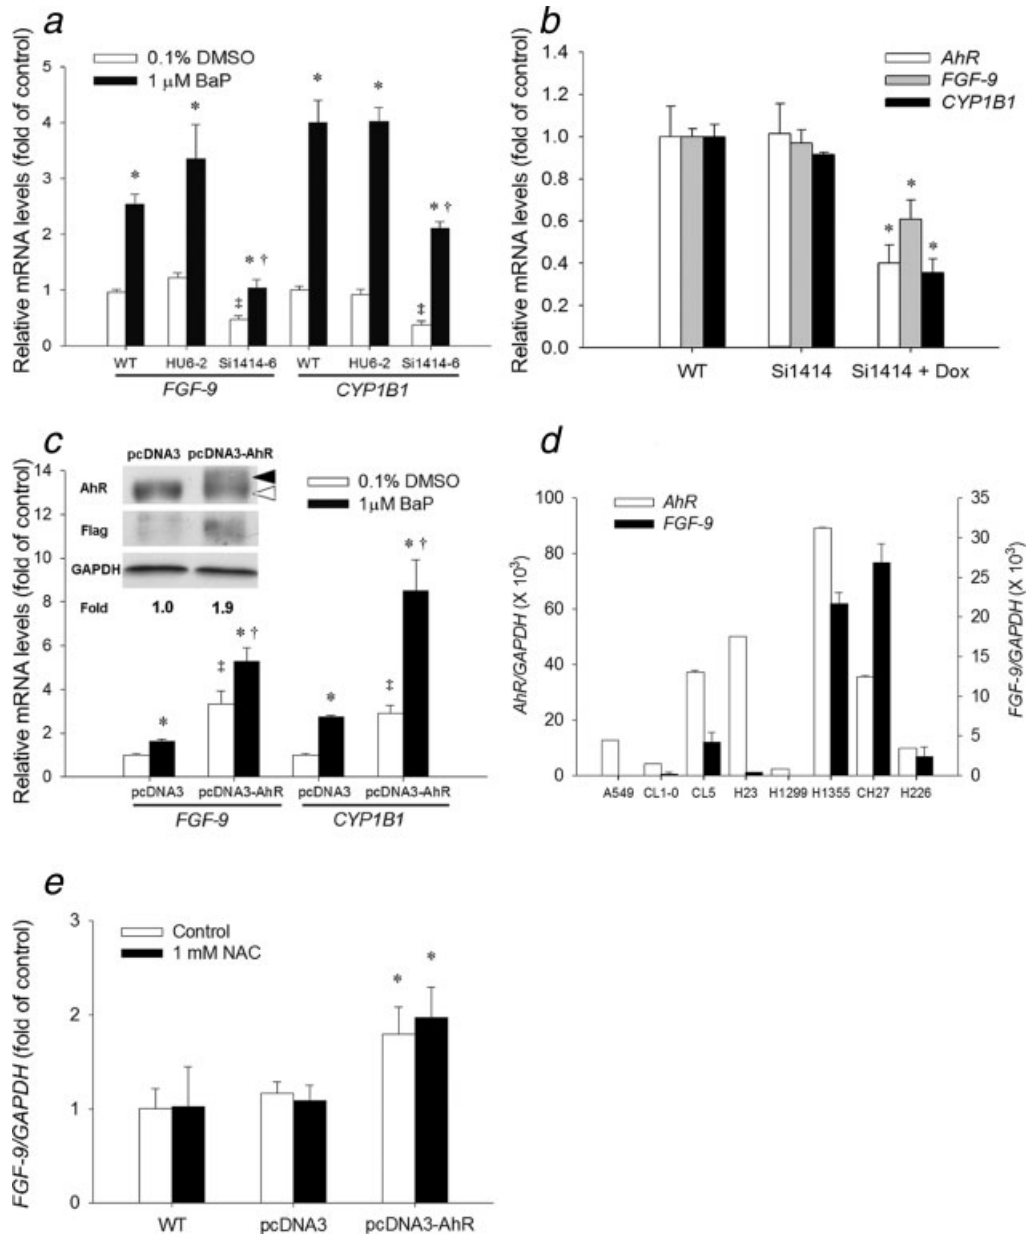 a
0.1% DMSO
1 μM BaP
Relative mRNA levels (fold of control)
5
4
3
2
1
0
* * * † * * * †
‡ ‡
WT HU6-2 Si1414-6 WT HU6-2 Si1414-6
FGF-9 CYP1B1
b
AhR
FGF-9
CYP1B1
Relative mRNA levels (fold of control)
1.4
1.2
1.0
0.8
0.6
0.4
0.2
0.0
* * *
WT Si1414 Si1414 + Dox
c
pcDNA3 pcDNA3-AhR
AhR
Flag
GAPDH
Fold 1.0 1.9
0.1% DMSO
1μM BaP
Relative mRNA levels (fold of control)
14
12
10
8
6
4
2
0
* ‡ * † * ‡ * †
pcDNA3 pcDNA3-AhR pcDNA3 pcDNA3-AhR
FGF-9 CYP1B1
d
AhR
FGF-9
AhR/GAPDH (X 10³)
100
80
60
40
20
0
FGF-9/GAPDH (X 10³)
35
30
25
20
15
10
5
0
A549 CL1-0 CL5 H23 H1299 H1355 CH27 H226
e
Control
1 mM NAC
FGF-9/GAPDH (fold of control)
3
2
1
0
* *
WT pcDNA3 pcDNA3-AhR